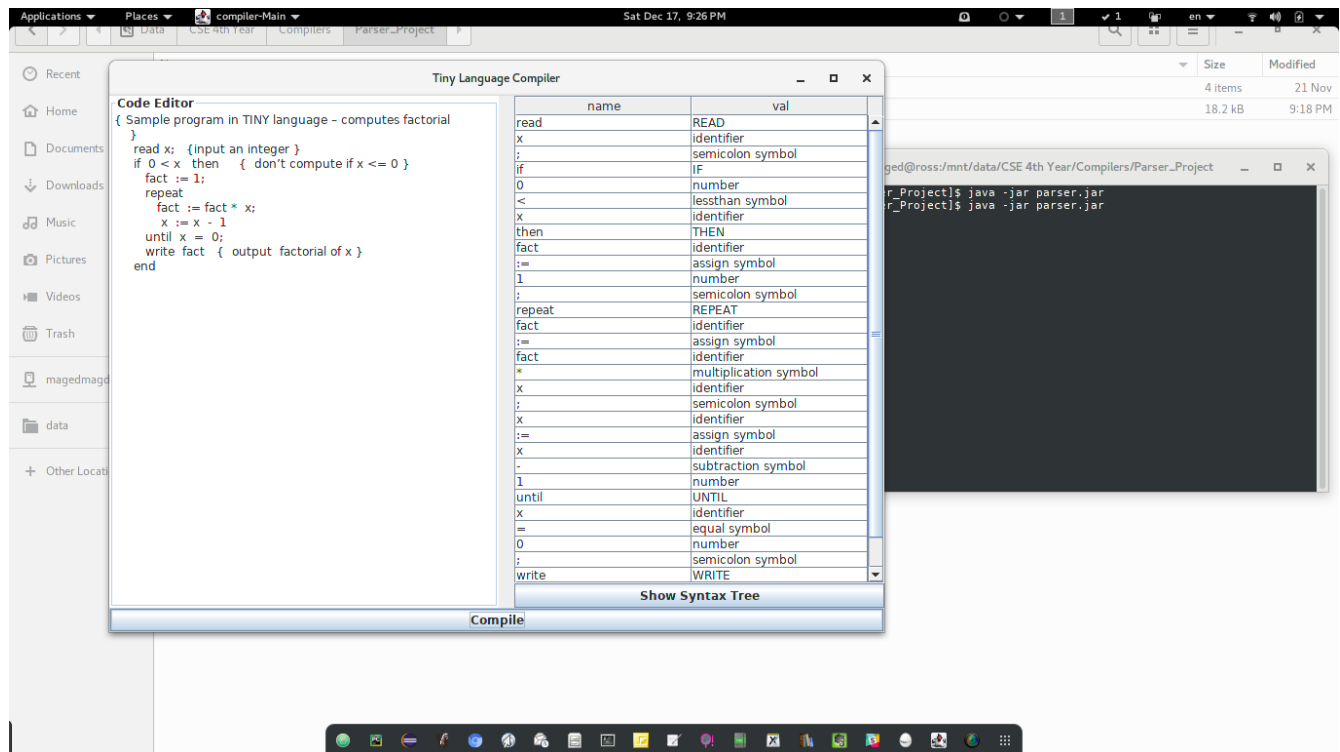 Applications Places compiler-Main Sat Dec 17, 9:26 PM 1 1 en
Data CSE 4th Year Compilers Parser_Project
Recent
Home
Documents
Downloads
Music
Pictures
Videos
Trash
magedmagd
data
+ Other Locati
Size Modified
4 items 21 Nov
18.2 kB 9:18 PM
Tiny Language Compiler
Code Editor
{ Sample program in TINY language – computes factorial
}
read x; {input an integer }
if 0 < x then { don’t compute if x <= 0 }
fact := 1;
repeat
fact := fact * x;
x := x - 1
until x = 0;
write fact { output factorial of x }
end
name val
read READ
x identifier
; semicolon symbol
if IF
0 number
< lessthan symbol
x identifier
then THEN
fact identifier
:= assign symbol
1 number
; semicolon symbol
repeat REPEAT
fact identifier
:= assign symbol
fact identifier
* multiplication symbol
x identifier
; semicolon symbol
x identifier
:= assign symbol
x identifier
- subtraction symbol
1 number
until UNTIL
x identifier
= equal symbol
0 number
; semicolon symbol
write WRITE
Show Syntax Tree
Compile
ged@ross:/mnt/data/CSE 4th Year/Compilers/Parser_Project
r_Project]$ java -jar parser.jar
r_Project]$ java -jar parser.jar